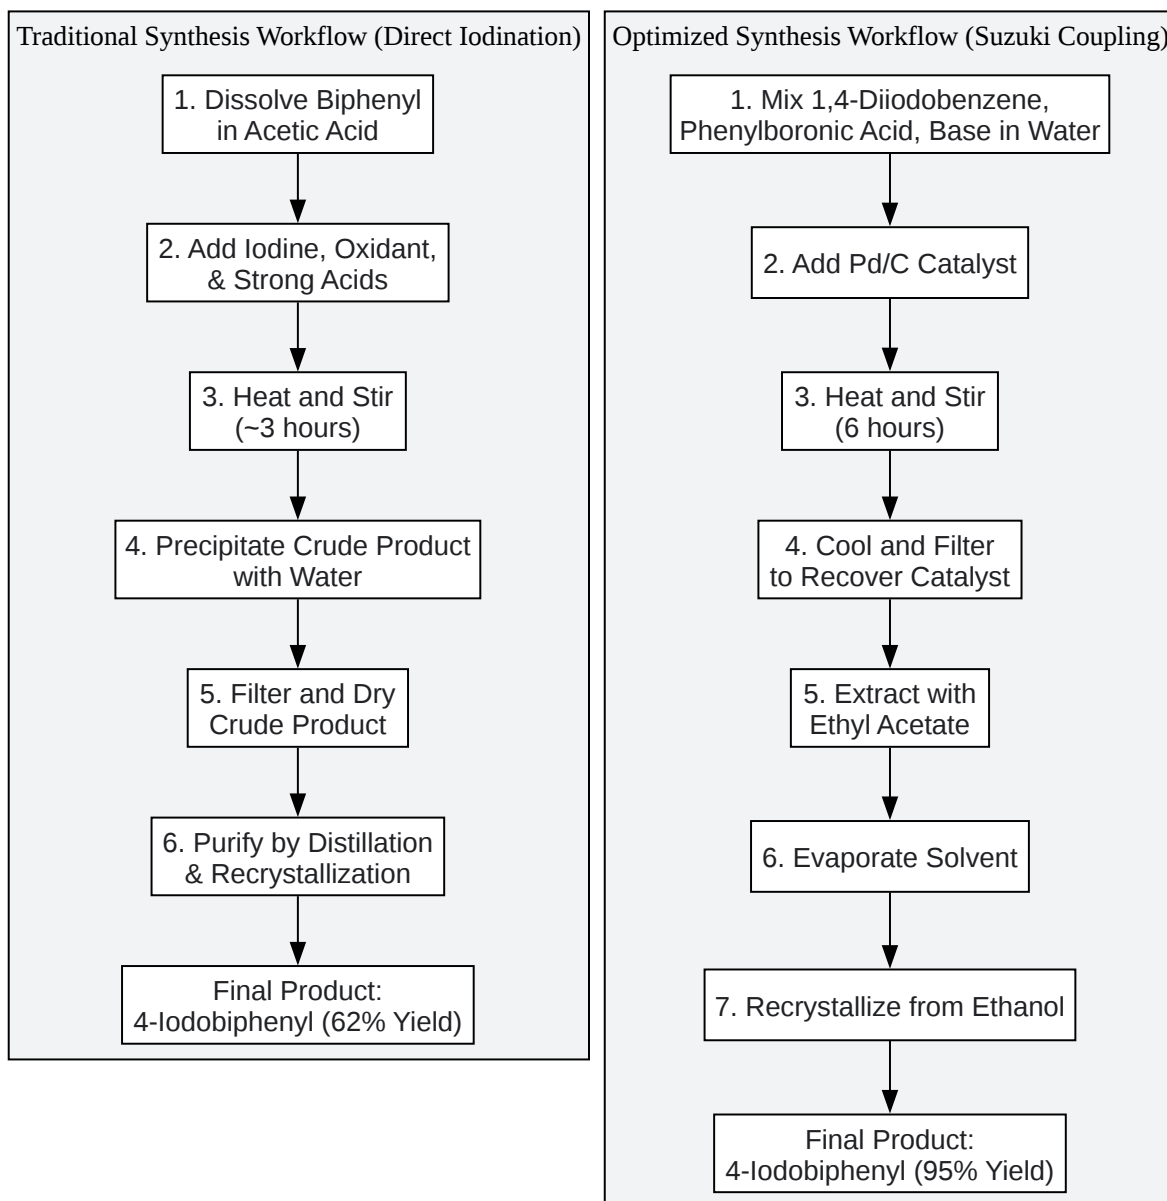 Traditional Synthesis Workflow (Direct Iodination)
1. Dissolve Biphenyl
in Acetic Acid
2. Add Iodine, Oxidant,
& Strong Acids
3. Heat and Stir
(~3 hours)
4. Precipitate Crude Product
with Water
5. Filter and Dry
Crude Product
6. Purify by Distillation
& Recrystallization
Final Product:
4-Iodobiphenyl (62% Yield)
Optimized Synthesis Workflow (Suzuki Coupling)
1. Mix 1,4-Diiodobenzene,
Phenylboronic Acid, Base in Water
2. Add Pd/C Catalyst
3. Heat and Stir
(6 hours)
4. Cool and Filter
to Recover Catalyst
5. Extract with
Ethyl Acetate
6. Evaporate Solvent
7. Recrystallize from Ethanol
Final Product:
4-Iodobiphenyl (95% Yield)